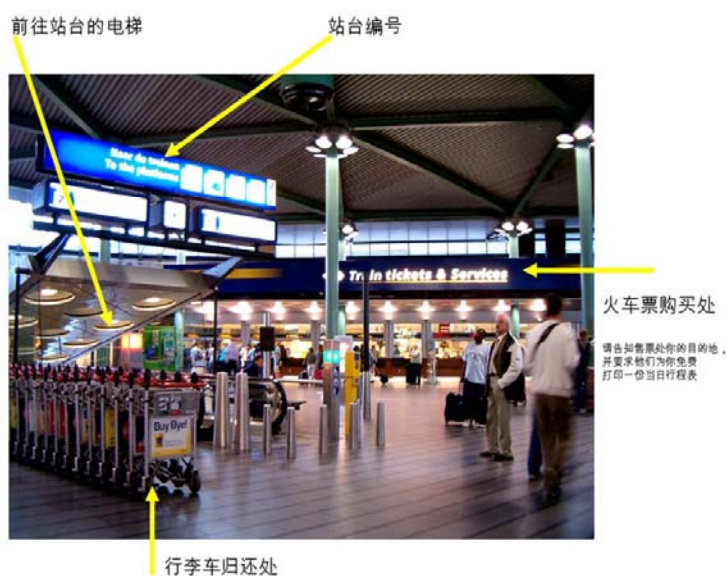 前往站台的电梯
站台编号
Naar de treinen
To the platforms
Train tickets & Services
火车票购买处
请告知售票处你的目的地，
并要求他们为你免费
打印一份当日行程表
Buy Bye!
行李车归还处